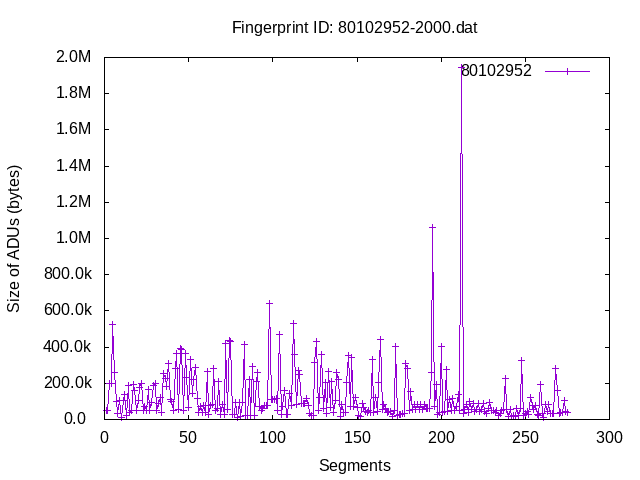 Fingerprint ID: 80102952-2000.dat
2.0M
80102952
1.8M
1.6M
1.4M
1.2M
1.0M
800.0k
600.0k
400.0k
200.0k
0.0
Size of ADUs (bytes)
0 50 100 150 200 250 300
Segments